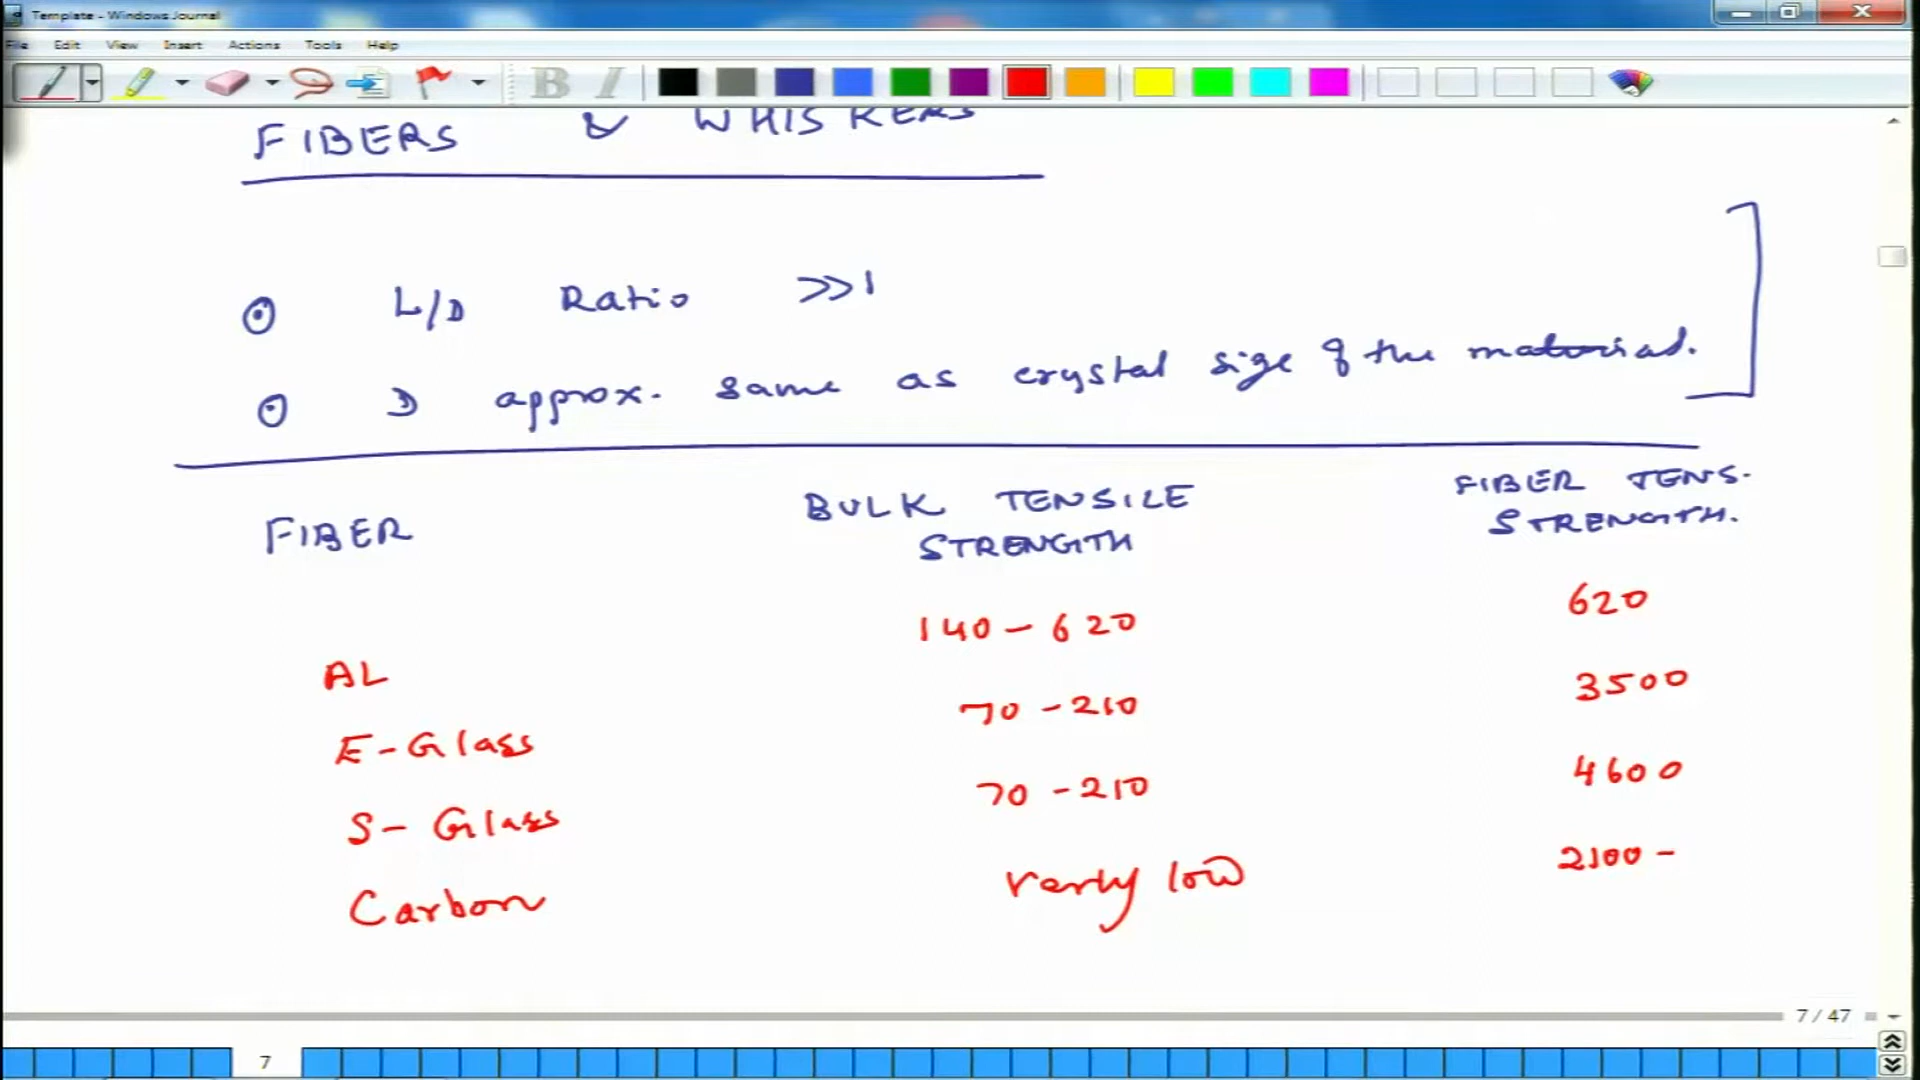 Template - Windows Journal
File Edit View Insert Actions Tools Help
B I
FIBERS & WHISKERS
L/D Ratio >>1
D approx. same as crystal size of the material.
FIBER BULK TENSILE STRENGTH FIBER TENS. STRENGTH.
AL 140-620 620
E-Glass 70-210 3500
S-Glass 70-210 4600
Carbon verly low 2100-
7 / 47
7